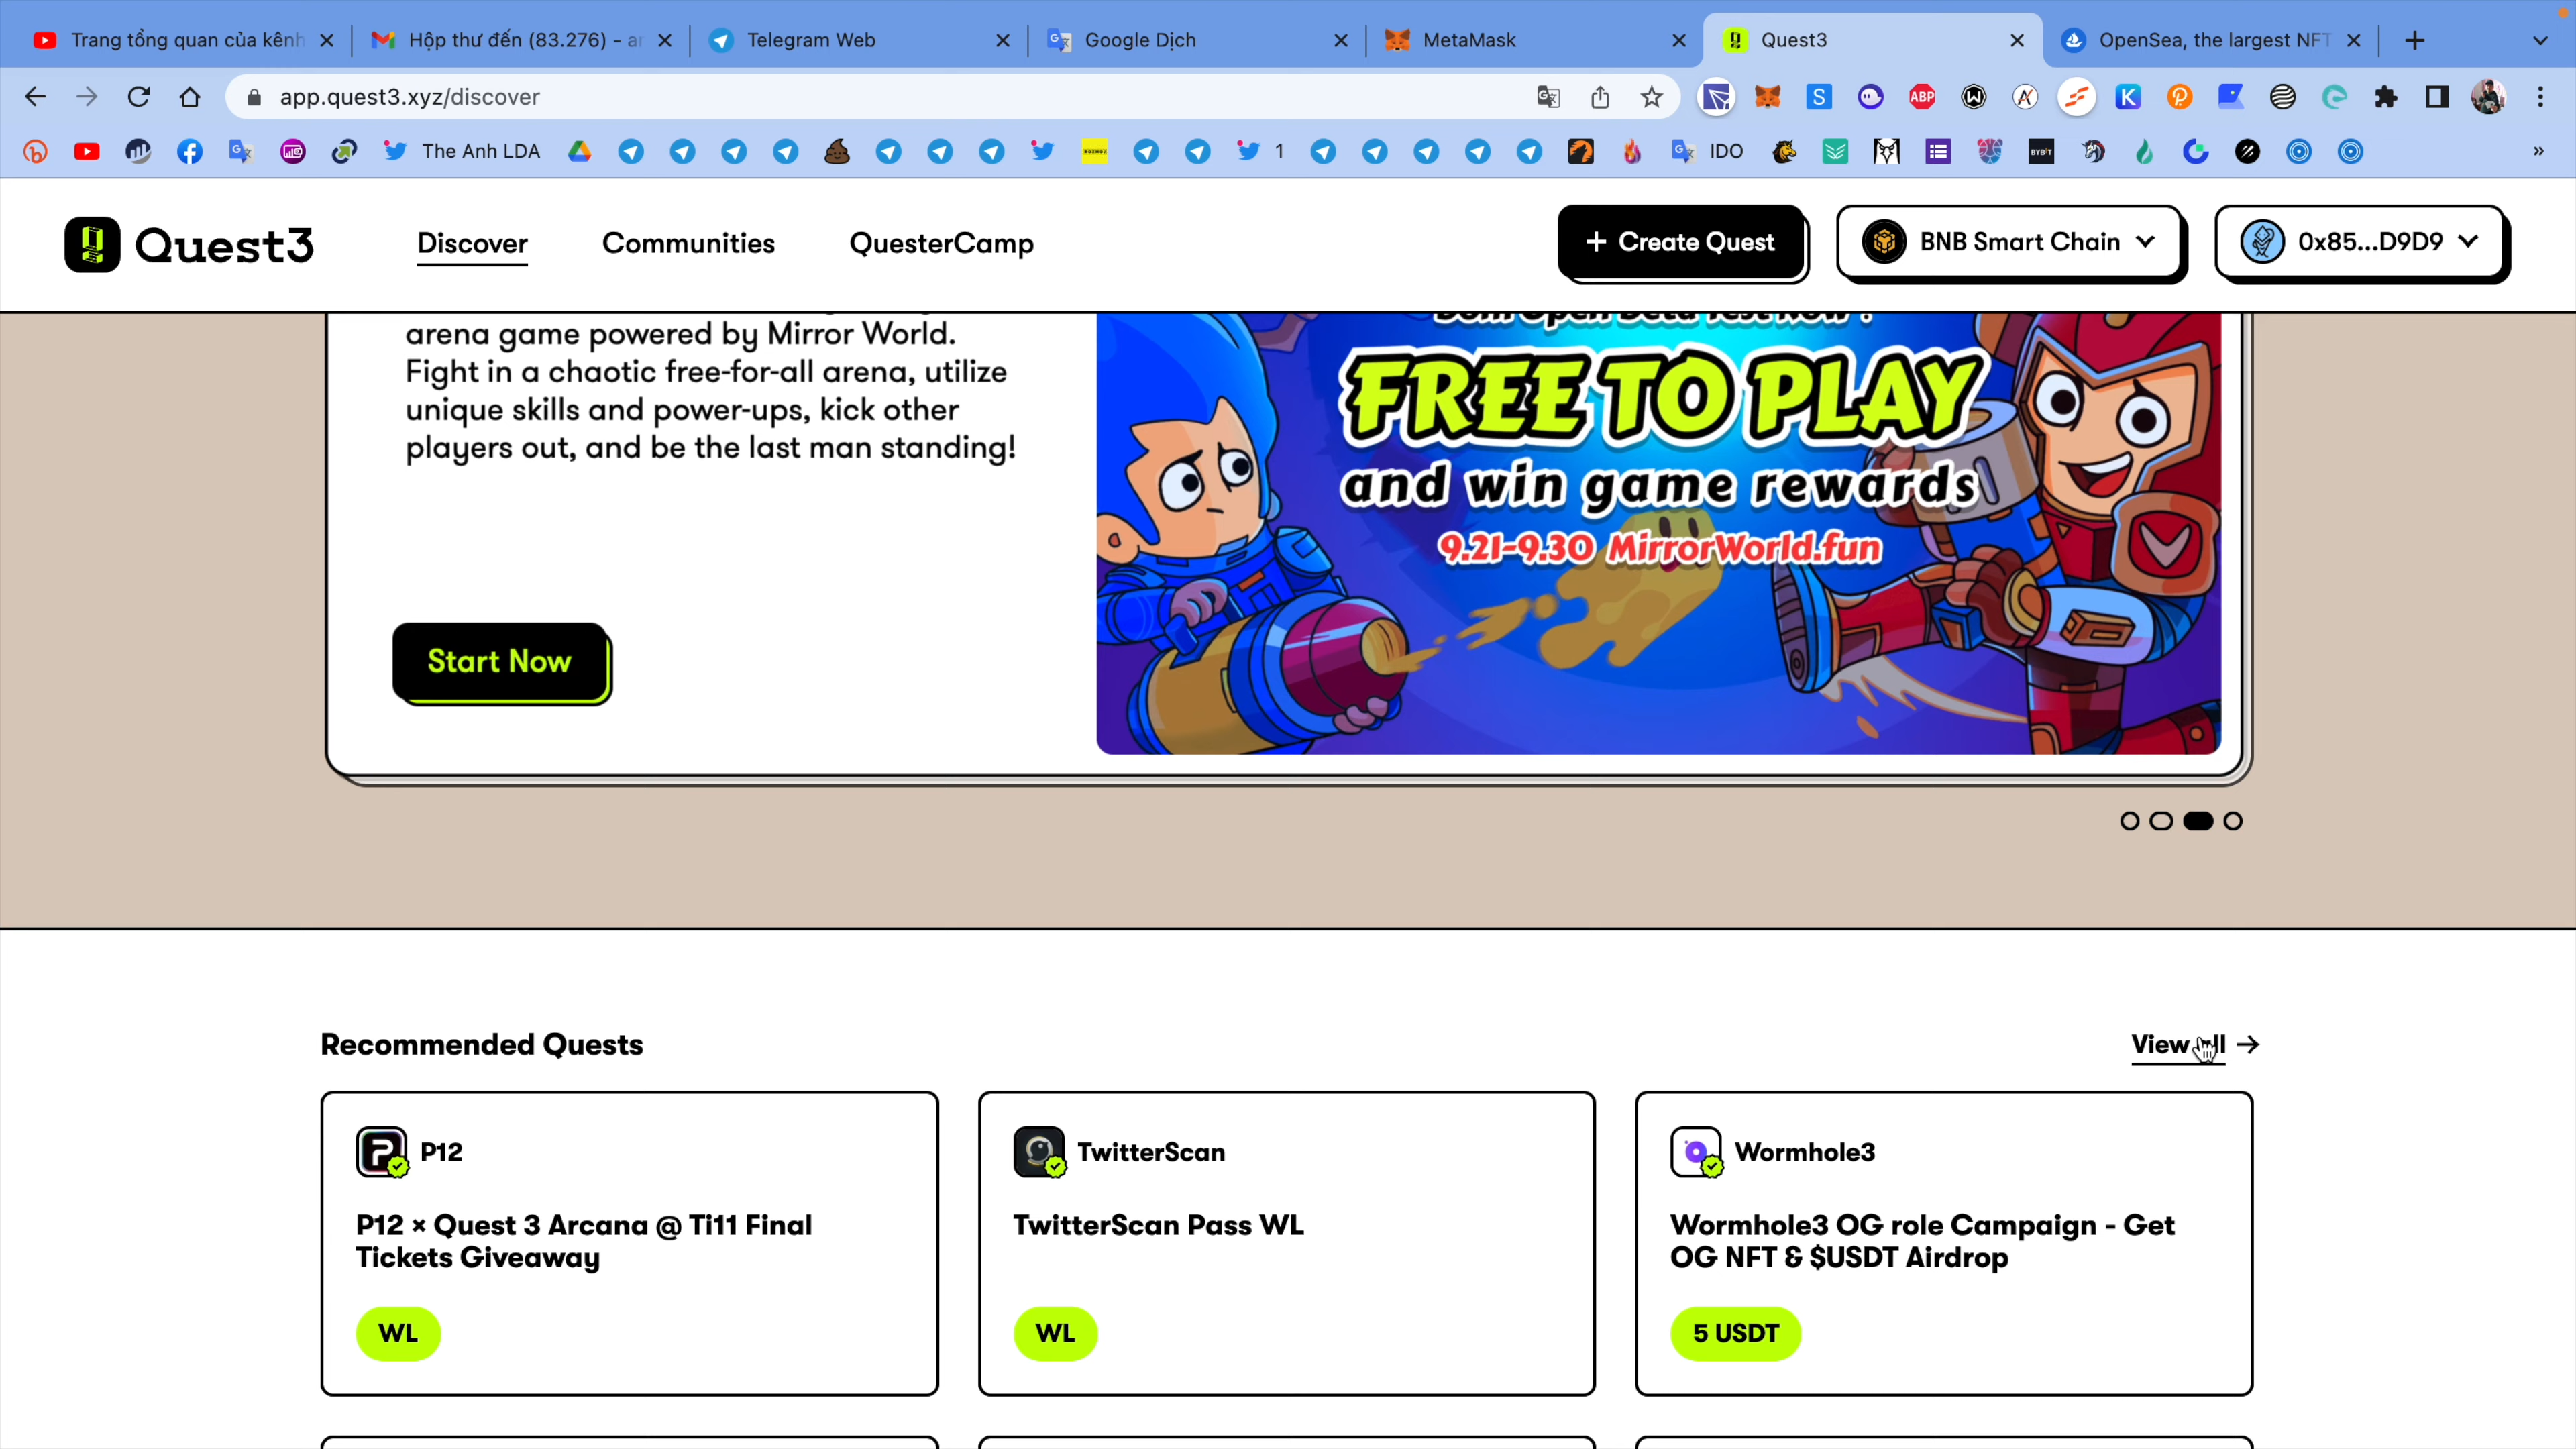 Trang tổng quan của kênh
Hộp thư đến (83.276) - an
Telegram Web
Google Dịch
MetaMask
Quest3
OpenSea, the largest NFT
app.quest3.xyz/discover
S
ABP
K
The Anh LDA
1
IDO
BYBIT
»
Quest3
Discover
Communities
QuesterCamp
+ Create Quest
BNB Smart Chain
0x85...D9D9
arena game powered by Mirror World.
Fight in a chaotic free-for-all arena, utilize
unique skills and power-ups, kick other
players out, and be the last man standing!
Start Now
FREE TO PLAY
and win game rewards
9.21-9.30 MirrorWorld.fun
Recommended Quests
View all →
P12
P12 × Quest 3 Arcana @ Ti11 Final
Tickets Giveaway
WL
TwitterScan
TwitterScan Pass WL
WL
Wormhole3
Wormhole3 OG role Campaign - Get
OG NFT & $USDT Airdrop
5 USDT